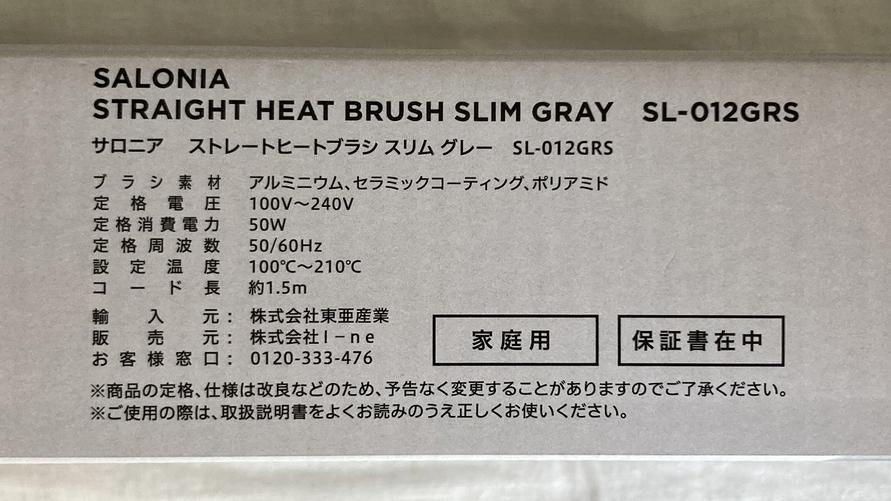 SALONIA
STRAIGHT HEAT BRUSH SLIM GRAY SL-012GRS
サロニア ストレートヒートブラシ スリム グレー SL-012GRS
ブラシ素材 アルミニウム、セラミックコーティング、ポリアミド
定格電圧 100V～240V
定格消費電力 50W
定格周波数 50/60Hz
設定温度 100℃～210℃
コード長 約1.5m
輸入元： 株式会社東亜産業
販売元： 株式会社I－ne
お客様窓口： 0120-333-476
家庭用 保証書在中
※商品の定格、仕様は改良などのため、予告なく変更することがありますのでご了承ください。
※ご使用の際は、取扱説明書をよくお読みのうえ正しくお使いください。